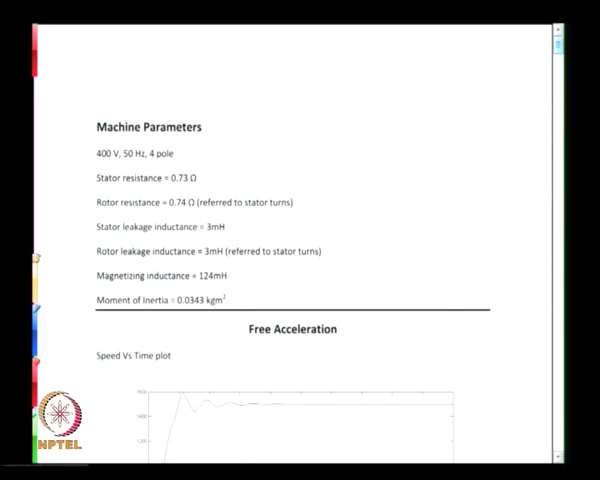 Machine Parameters
400 V, 50 Hz, 4 pole
Stator resistance = 0.73 Ω
Rotor resistance = 0.74 Ω (referred to stator turns)
Stator leakage inductance = 3mH
Rotor leakage inductance = 3mH (referred to stator turns)
Magnetizing inductance = 124mH
Moment of Inertia = 0.0343 kgm²
Free Acceleration
Speed Vs Time plot
1600
1400
1200
NPTEL